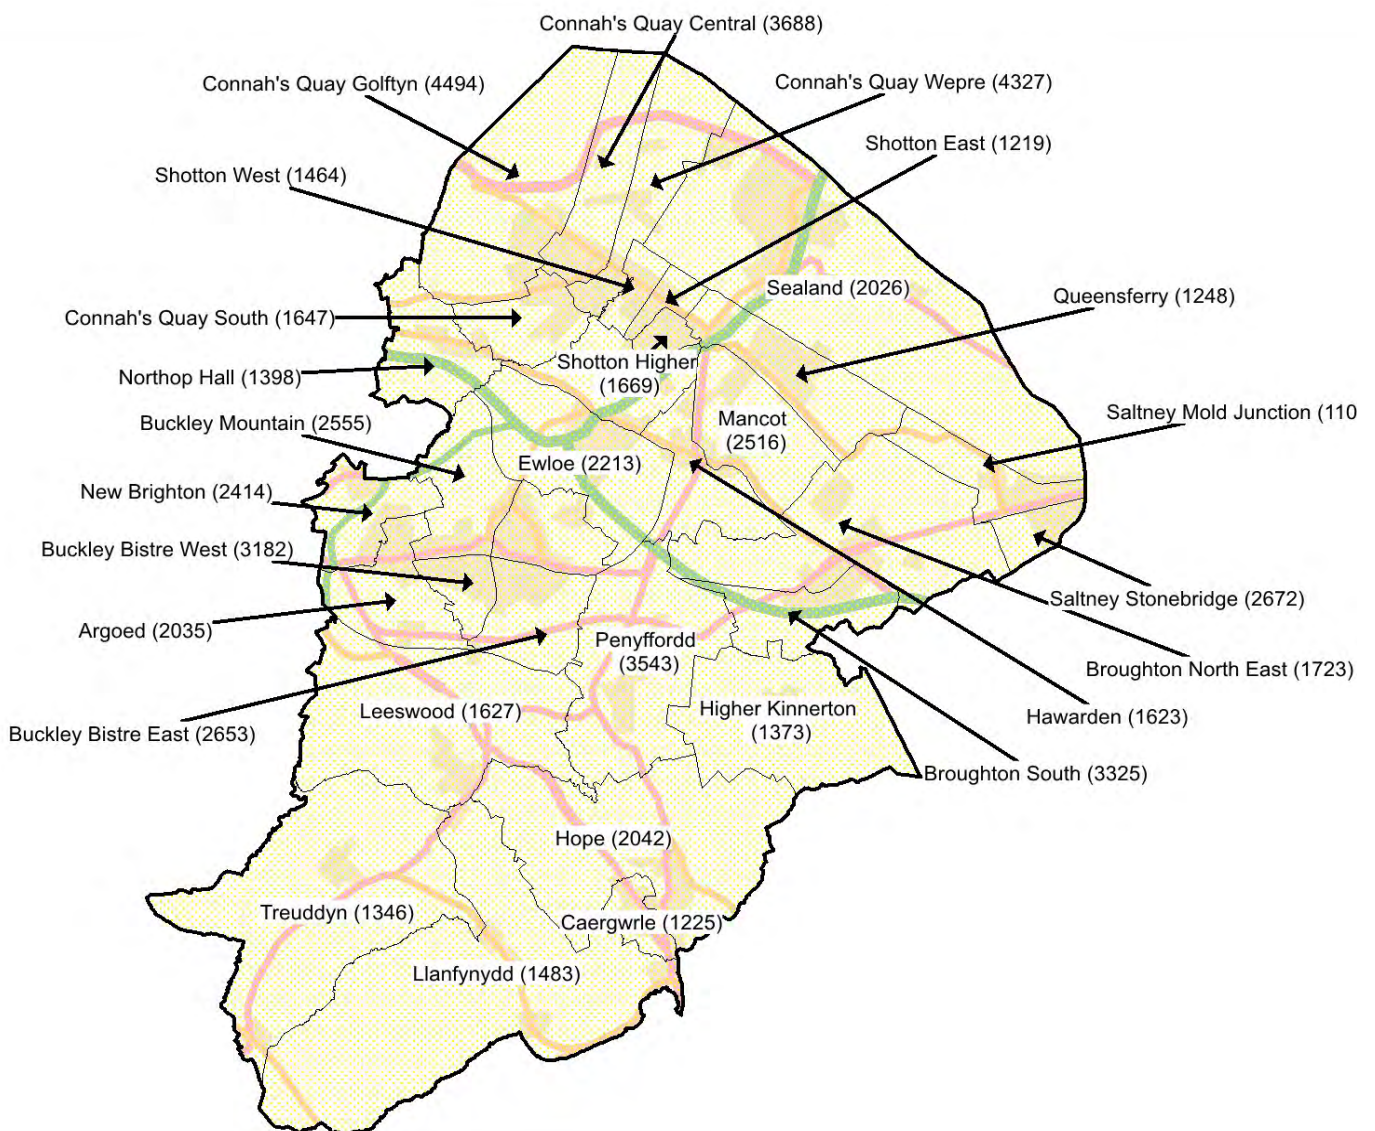 Connah's Quay Central (3688)
Connah's Quay Golftyn (4494)
Connah's Quay Wepre (4327)
Shotton East (1219)
Shotton West (1464)
Sealand (2026)
Queensferry (1248)
Connah's Quay South (1647)
Shotton Higher
(1669)
Northop Hall (1398)
Saltney Mold Junction (110
Mancot
(2516)
Buckley Mountain (2555)
Ewloe (2213)
New Brighton (2414)
Buckley Bistre West (3182)
Saltney Stonebridge (2672)
Argoed (2035)
Penyffordd
(3543)
Broughton North East (1723)
Leeswood (1627)
Higher Kinnerton
(1373)
Hawarden (1623)
Buckley Bistre East (2653)
Broughton South (3325)
Hope (2042)
Treuddyn (1346)
Caergwrle (1225)
Llanfynydd (1483)